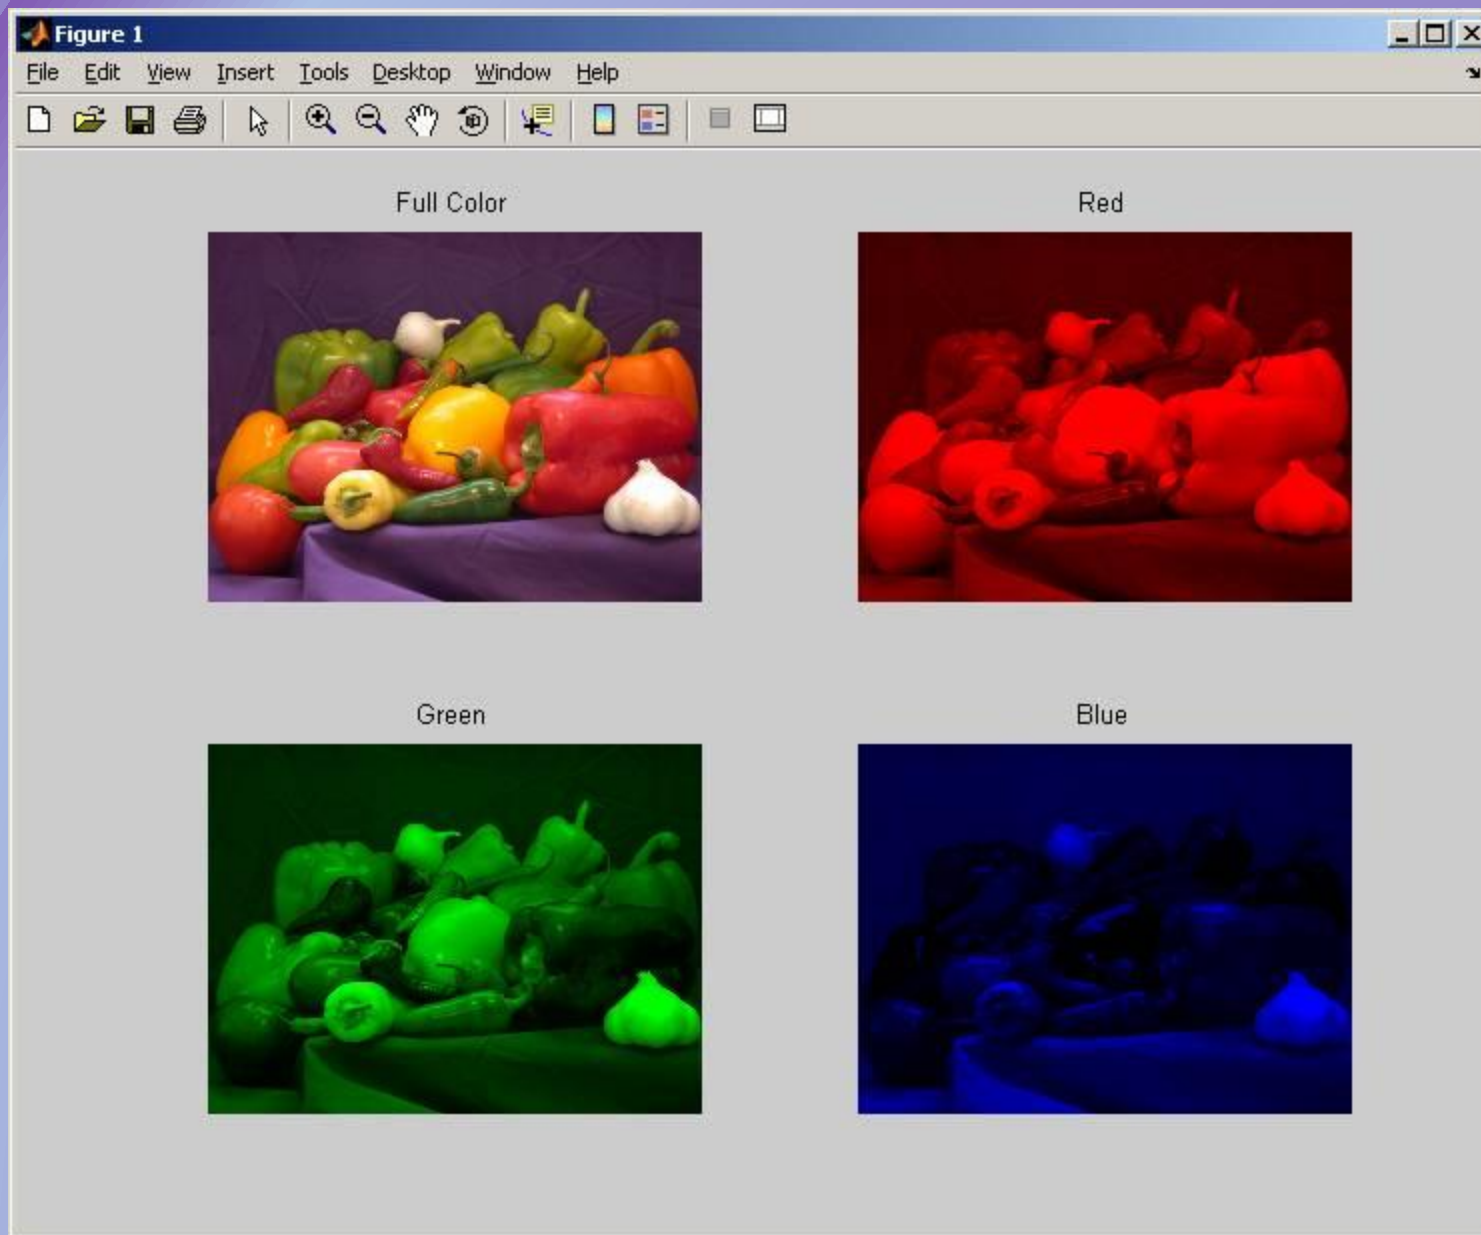 Figure 1
File Edit View Insert Tools Desktop Window Help
Full Color
Red
Green
Blue